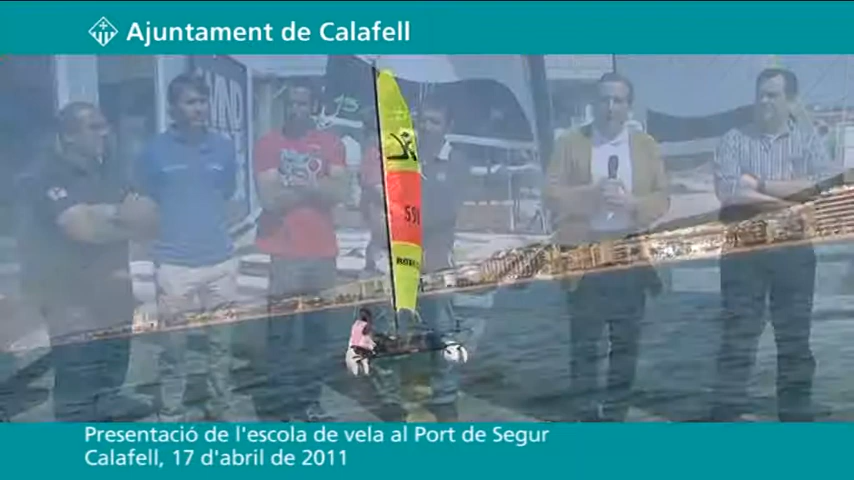 Ajuntament de Calafell
Presentació de l'escola de vela al Port de Segur
Calafell, 17 d'abril de 2011